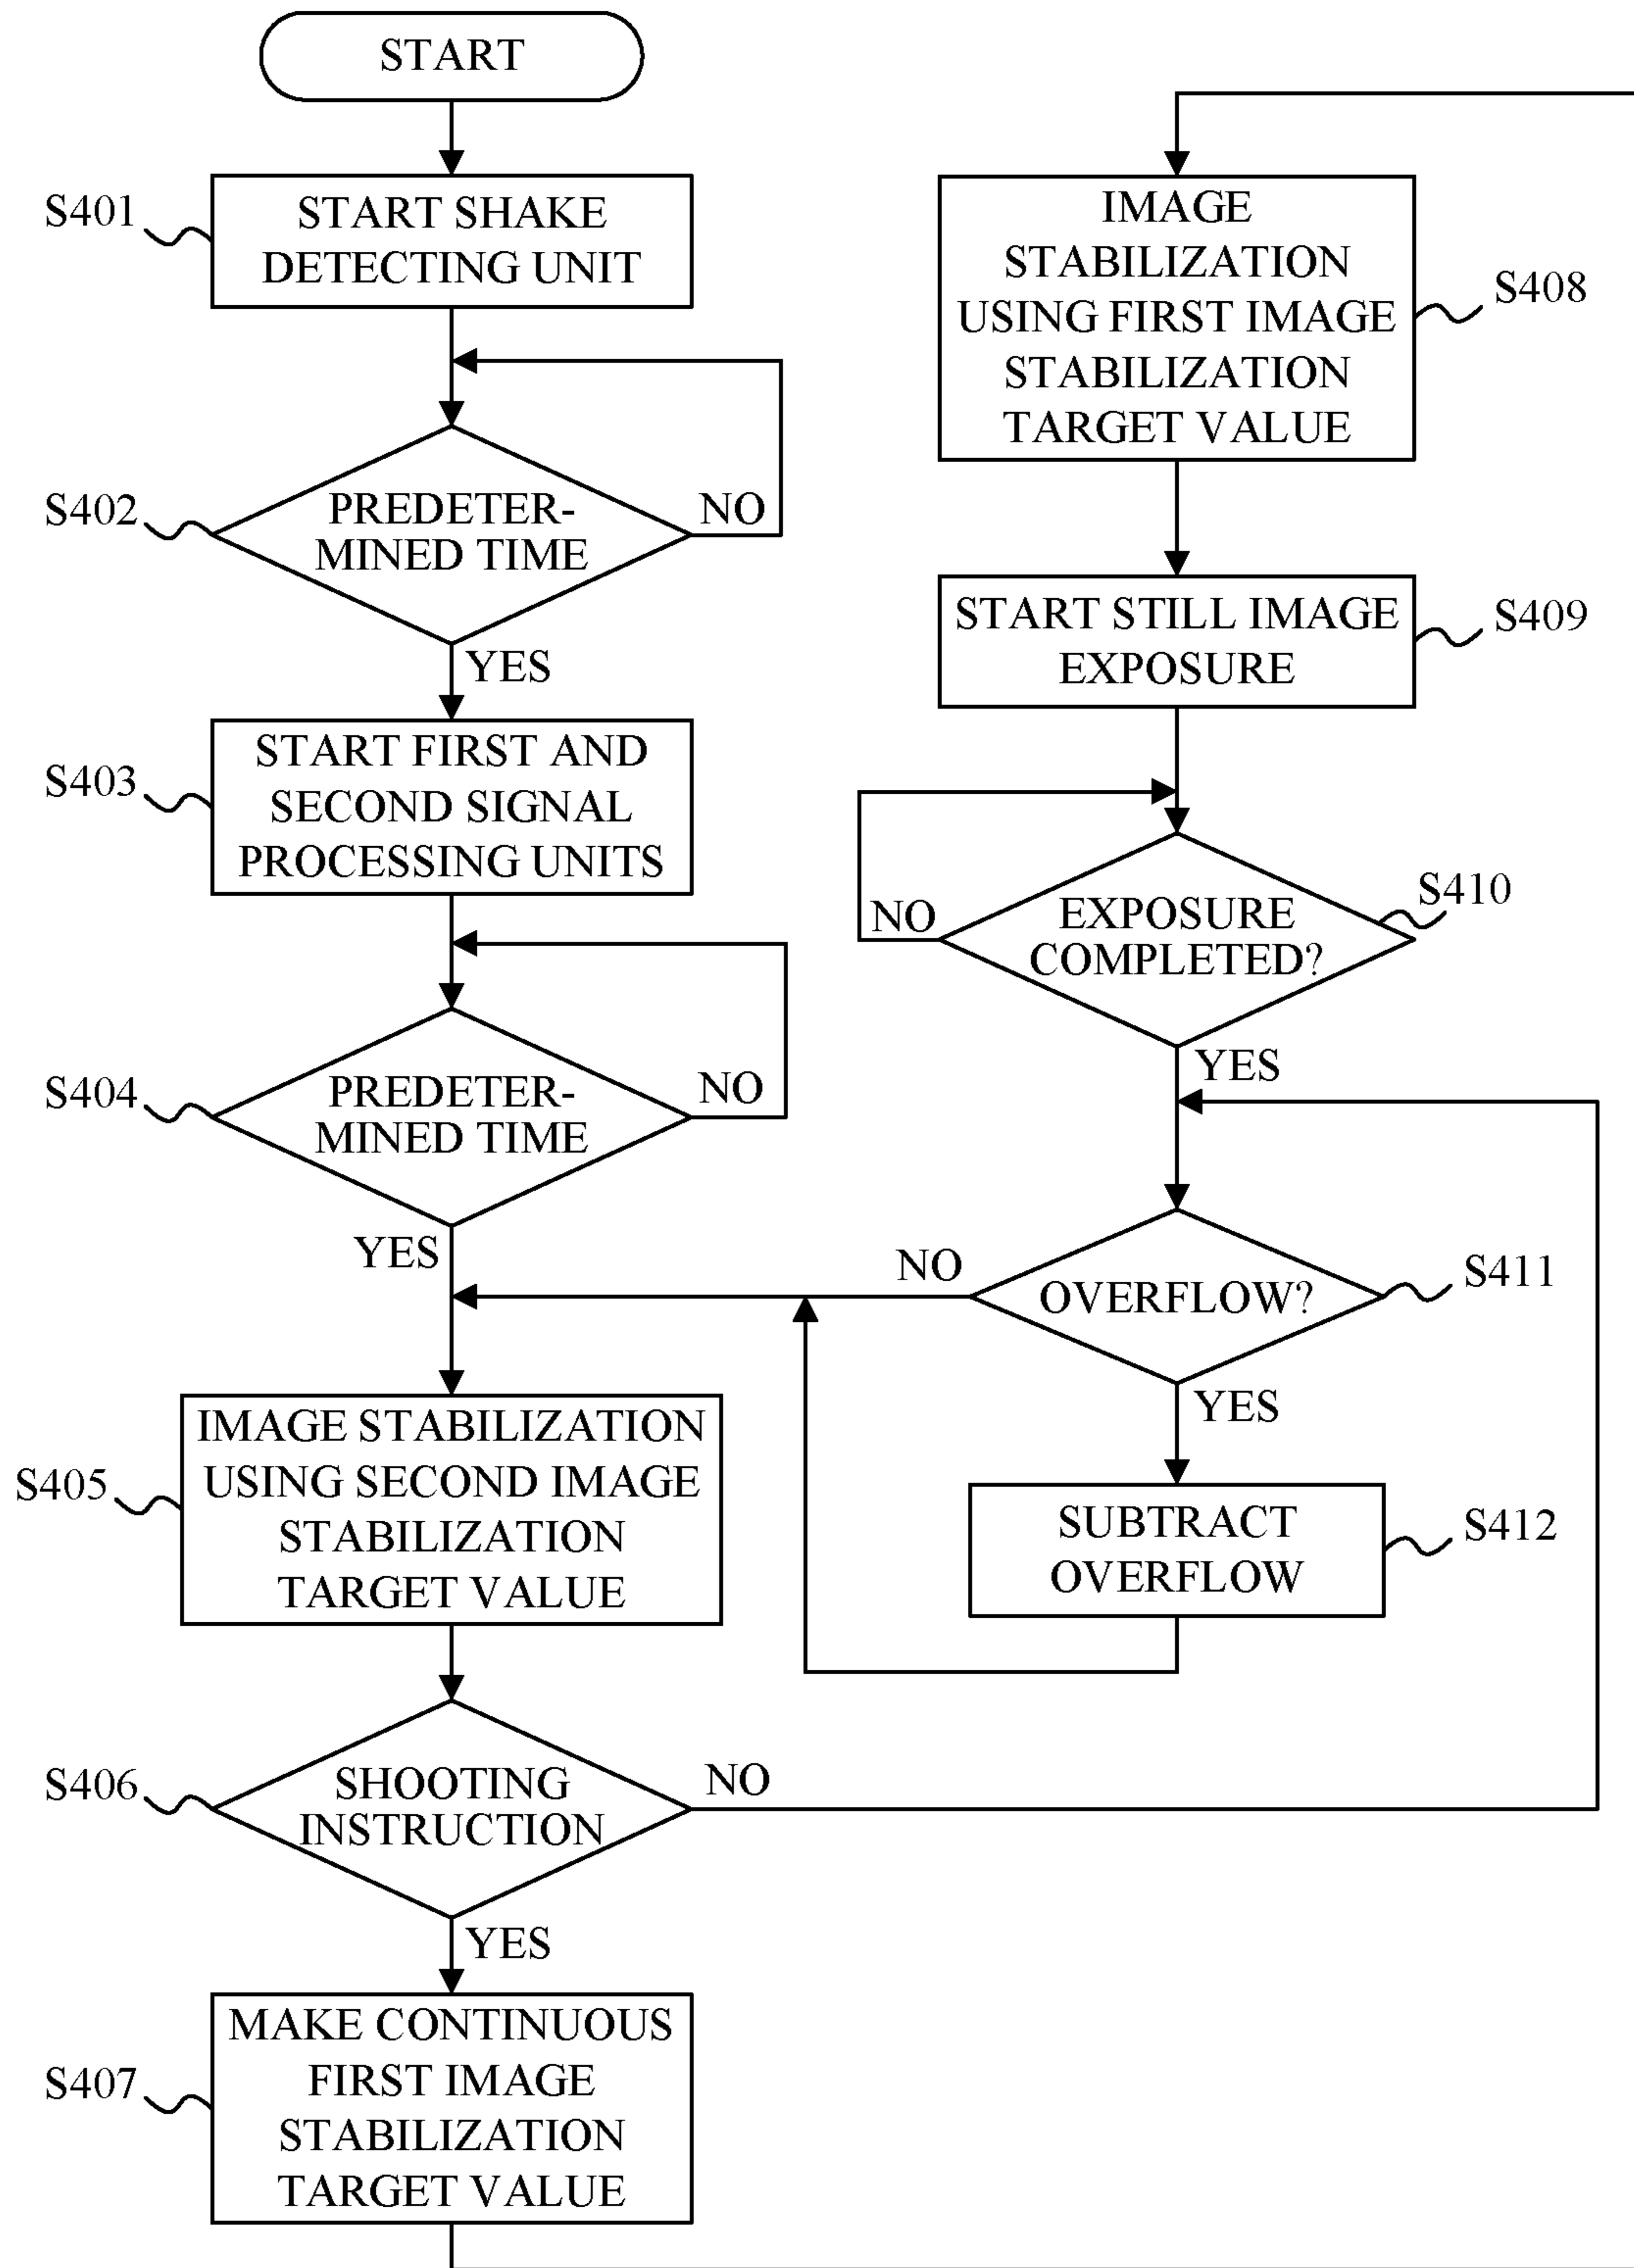 START
S401
START SHAKE
DETECTING UNIT
S402
PREDETER-
MINED TIME
NO
YES
S403
START FIRST AND
SECOND SIGNAL
PROCESSING UNITS
S404
PREDETER-
MINED TIME
NO
YES
S405
IMAGE STABILIZATION
USING SECOND IMAGE
STABILIZATION
TARGET VALUE
S406
SHOOTING
INSTRUCTION
NO
YES
S407
MAKE CONTINUOUS
FIRST IMAGE
STABILIZATION
TARGET VALUE
IMAGE
STABILIZATION
USING FIRST IMAGE
STABILIZATION
TARGET VALUE
S408
START STILL IMAGE
EXPOSURE
S409
NO
EXPOSURE
COMPLETED?
S410
YES
NO
OVERFLOW?
S411
YES
SUBTRACT
OVERFLOW
S412